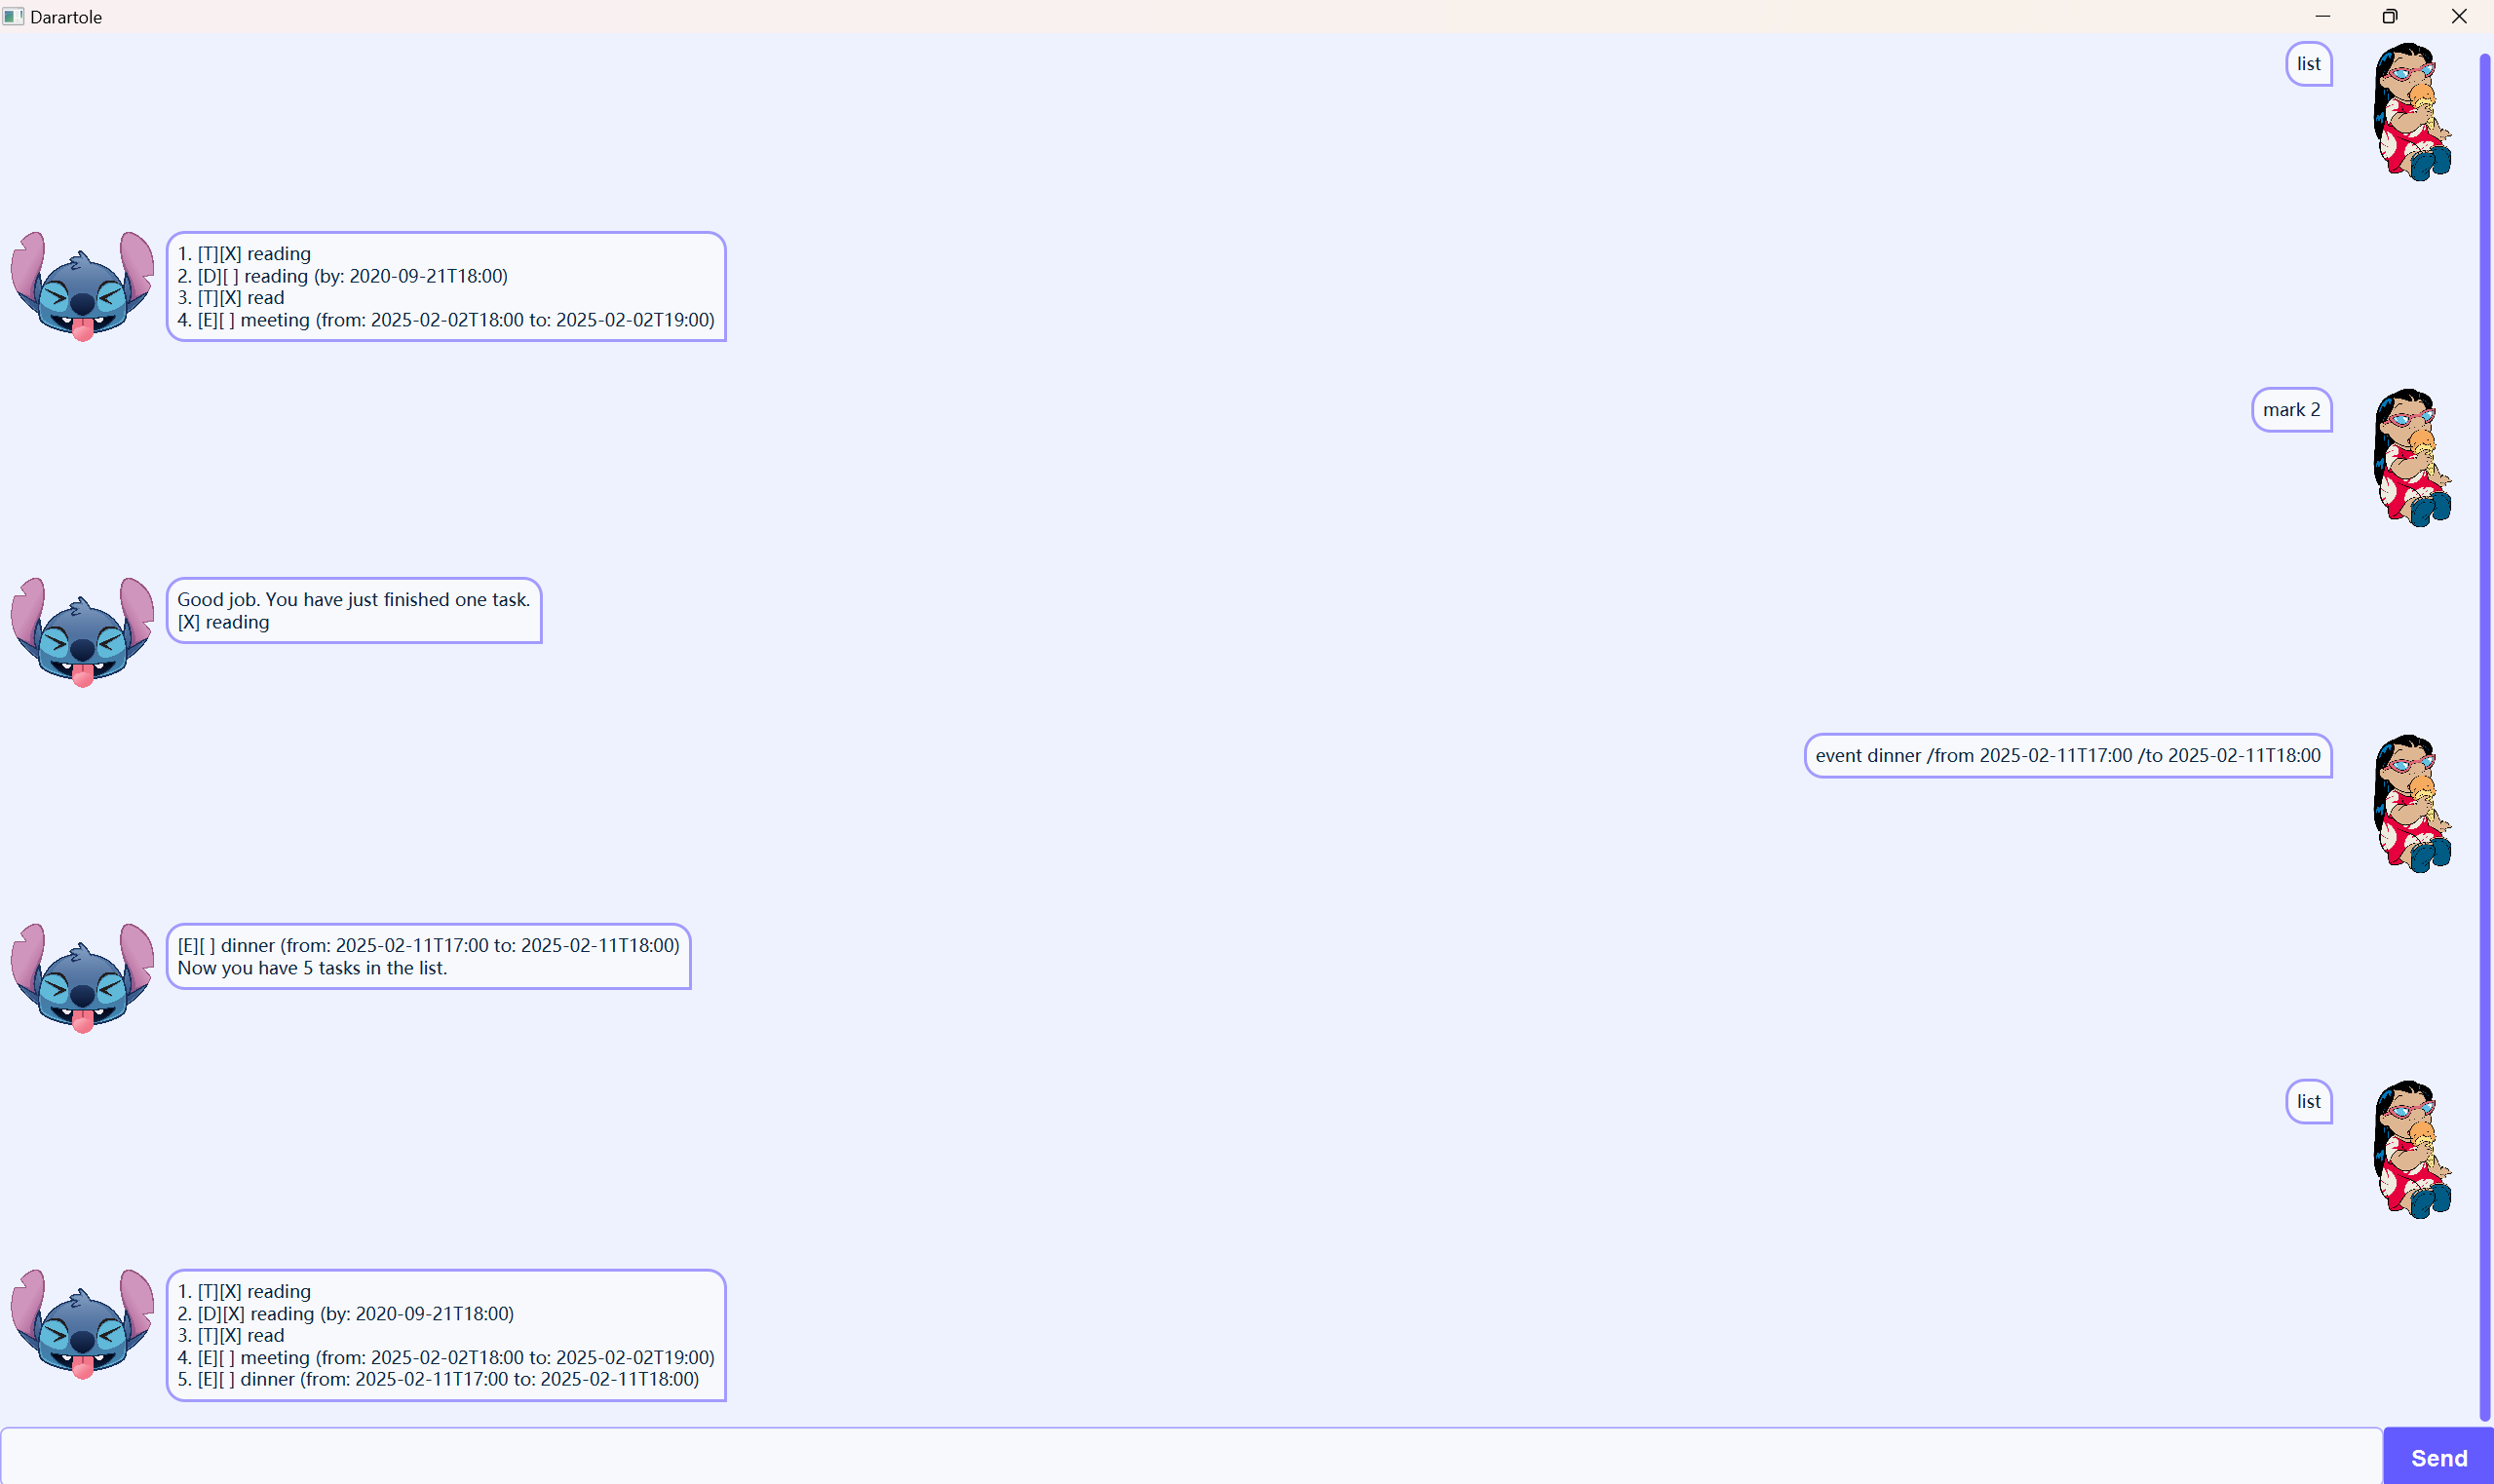 Darartole
list
1. [T][X] reading
2. [D][ ] reading (by: 2020-09-21T18:00)
3. [T][X] read
4. [E][ ] meeting (from: 2025-02-02T18:00 to: 2025-02-02T19:00)
mark 2
Good job. You have just finished one task.
[X] reading
event dinner /from 2025-02-11T17:00 /to 2025-02-11T18:00
[E][ ] dinner (from: 2025-02-11T17:00 to: 2025-02-11T18:00)
Now you have 5 tasks in the list.
list
1. [T][X] reading
2. [D][X] reading (by: 2020-09-21T18:00)
3. [T][X] read
4. [E][ ] meeting (from: 2025-02-02T18:00 to: 2025-02-02T19:00)
5. [E][ ] dinner (from: 2025-02-11T17:00 to: 2025-02-11T18:00)
Send